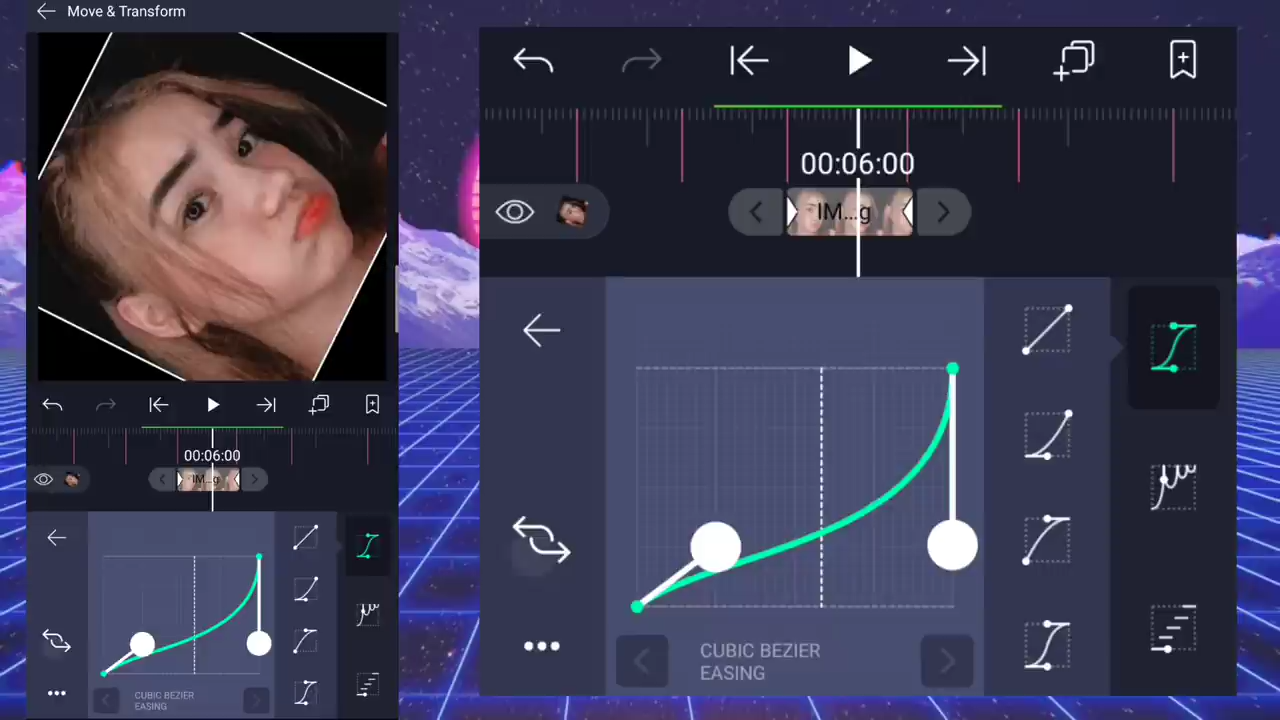 Move & Transform
00:06:00
IM...g
CUBIC BEZIER
EASING
00:06:00
IM...g
CUBIC BEZIER
EASING